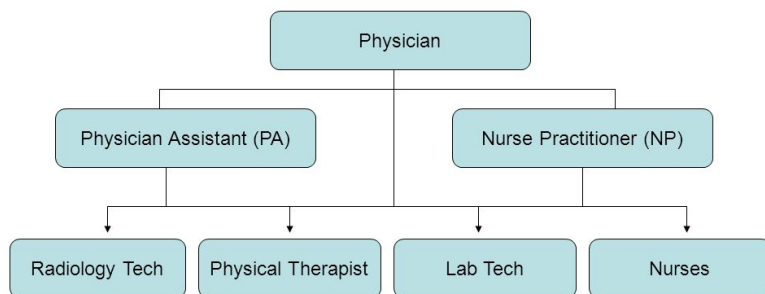 Physician
Physician Assistant (PA)
Nurse Practitioner (NP)
Radiology Tech
Physical Therapist
Lab Tech
Nurses